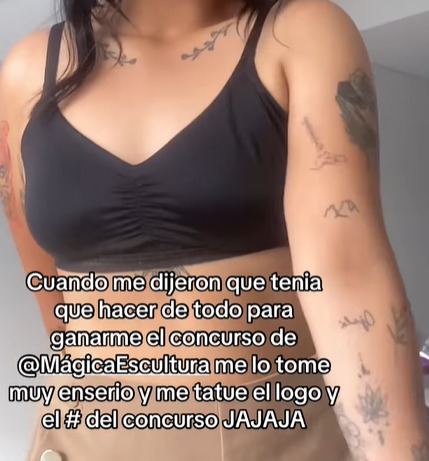 Cuando me dijeron que tenia
que hacer de todo para
ganarme el concurso de
@MágicaEscultura me lo tome
muy enserio y me tatue el logo y
el # del concurso JAJAJA